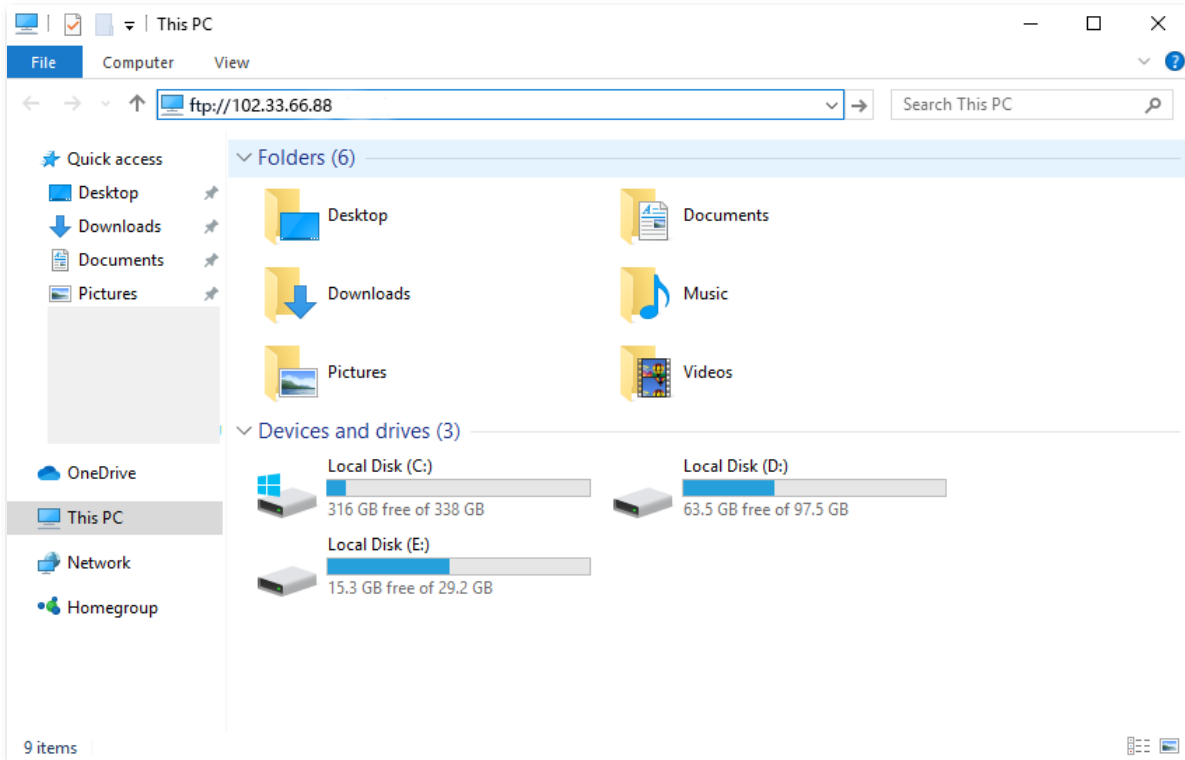 This PC
File Computer View
ftp://102.33.66.88 Search This PC
Quick access
Desktop
Downloads
Documents
Pictures
OneDrive
This PC
Network
Homegroup
Folders (6)
Desktop Documents
Downloads Music
Pictures Videos
Devices and drives (3)
Local Disk (C:) Local Disk (D:)
316 GB free of 338 GB 63.5 GB free of 97.5 GB
Local Disk (E:)
15.3 GB free of 29.2 GB
9 items